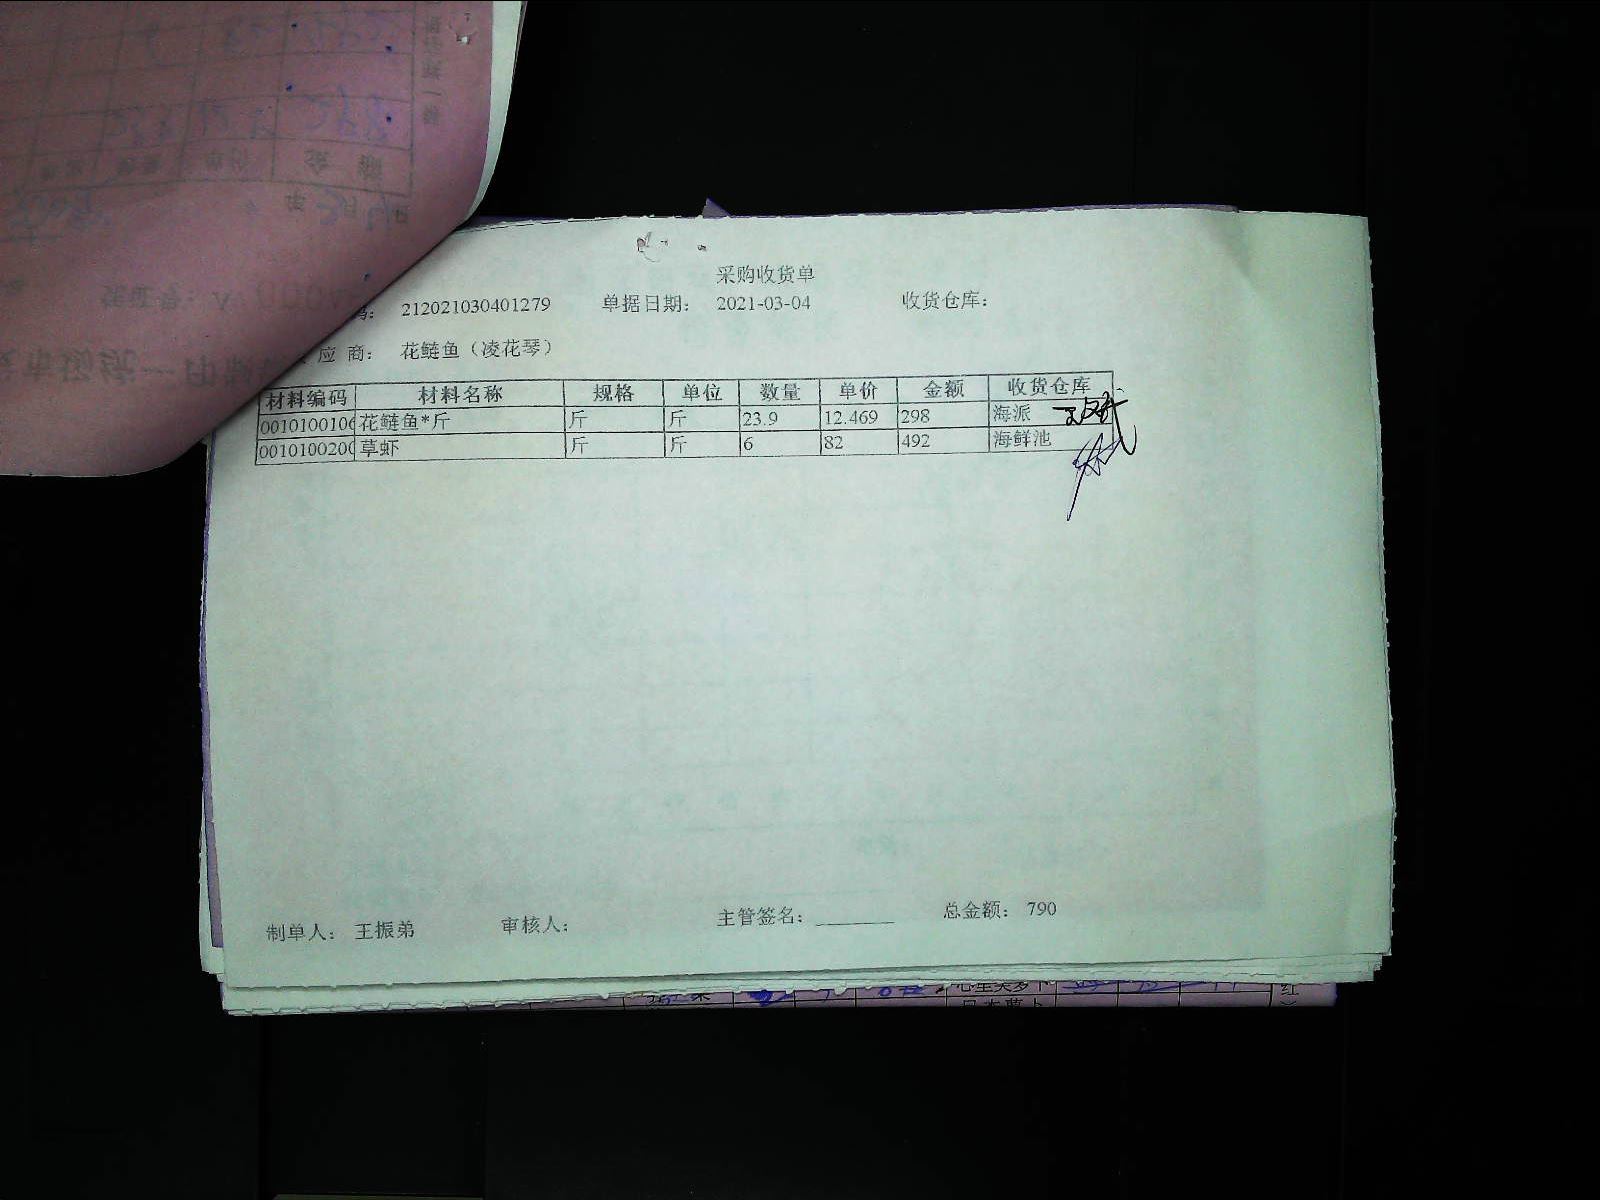 采购收货单
码： 212021030401279 单据日期： 2021-03-04 收货仓库：
应 商： 花鲢鱼（凌花琴）
材料编码 材料名称 规格 单位 数量 单价 金额 收货仓库
0010100106 花鲢鱼*斤 斤 斤 23.9 12.469 298 海派
0010100200 草虾 斤 斤 6 82 492 海鲜池
制单人： 王振弟 审核人： 主管签名： 总金额： 790